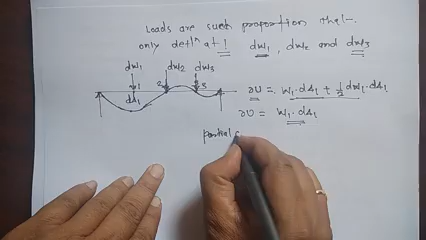 Loads are such proportion that
only defln at 1 dw1, dw2 and dw3
dw1 dw2 dw3
1 2 3
dΔ1
∂U = W1·dΔ1 + 1/2 dw1·dΔ1
∂U = W1·dΔ1
partial